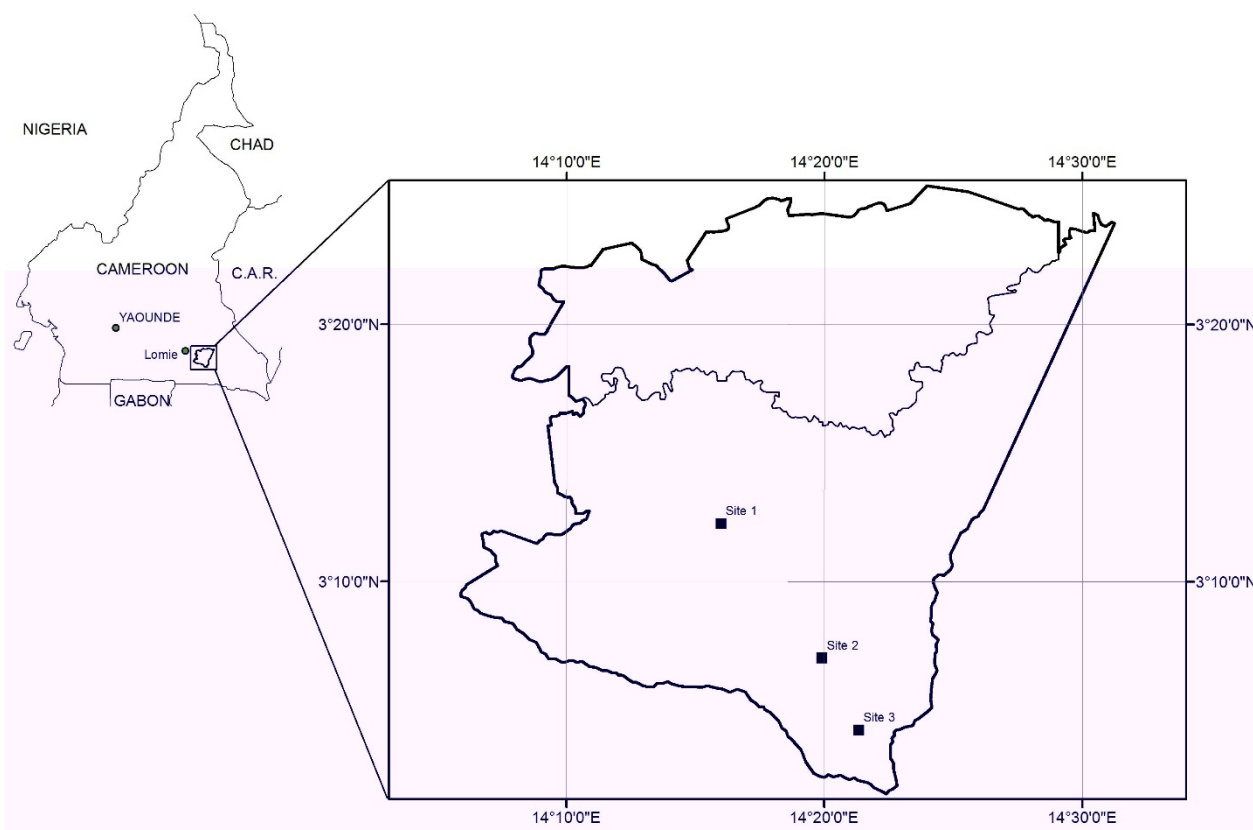 NIGERIA
CHAD
CAMEROON
C.A.R.
YAOUNDE
Lomie
GABON
14°10'0"E 14°20'0"E 14°30'0"E
3°20'0"N 3°20'0"N
Site 1
3°10'0"N 3°10'0"N
Site 2
Site 3
14°10'0"E 14°20'0"E 14°30'0"E